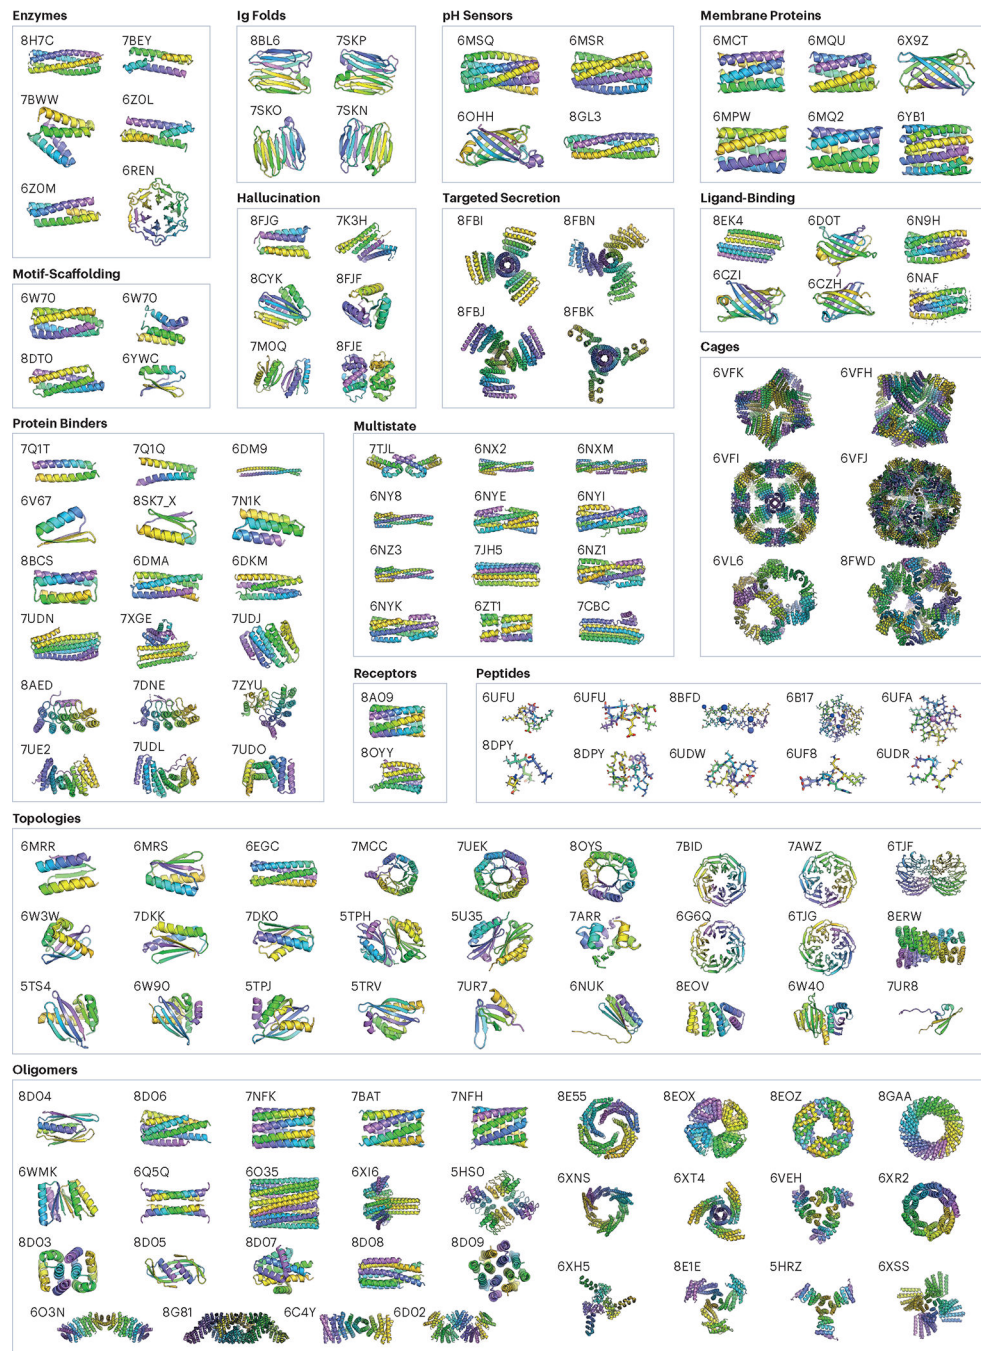 Enzymes
8H7C 7BEY
7BWW 6Z0L
6Z0M 6REN
Motif-Scaffolding
6W70 6W70
8DT0 6YWC
Ig Folds
8BL6 7SKP
7SKO 7SKN
Hallucination
8FJG 7K3H
8CYK 8FJF
7M0Q 8FJE
pH Sensors
6MSQ 6MSR
6OHH 8GL3
Targeted Secretion
8FBI 8FBN
8FBJ 8FBK
Membrane Proteins
6MCT 6MQU 6X9Z
6MPW 6MQ2 6YB1
Ligand-Binding
8EK4 6D0T 6N9H
6CZI 6CZH 6NAF
Cages
6VFK 6VFH
6VFI 6VFJ
6VL6 8FWD
Protein Binders
7Q1T 7Q1Q 6DM9
6V67 8SK7_X 7N1K
8BCS 6DMA 6DKM
7UDN 7XGE 7UDJ
8AED 7DNE 7ZYU
7UE2 7UDL 7UDO
Multistate
7TJL 6NX2 6NXM
6NY8 6NYE 6NYI
6NZ3 7JH5 6NZ1
6NYK 6ZT1 7CBC
Receptors
8A09
8OYY
Peptides
6UFU 6UFU 8BFD 6B17 6UFA
8DPY 8DPY 6UDW 6UF8 6UDR
Topologies
6MRR 6MRS 6EGC 7MCC 7UEK 8OYS 7BID 7AWZ 6TJF
6W3W 7DKK 7DKO 5TPH 5U35 7ARR 6G6Q 6TJG 8ERW
5TS4 6W90 5TPJ 5TRV 7UR7 6NUK 8EOV 6W40 7UR8
Oligomers
8D04 8D06 7NFK 7BAT 7NFH 8E55 8EOX 8EOZ 8GAA
6WMK 6Q5Q 6O35 6XI6 5HS0 6XNS 6XT4 6VEH 6XR2
8D03 8D05 8D07 8D08 8D09 6XH5 8E1E 5HRZ 6XSS
6O3N 8G81 6C4Y 6D02